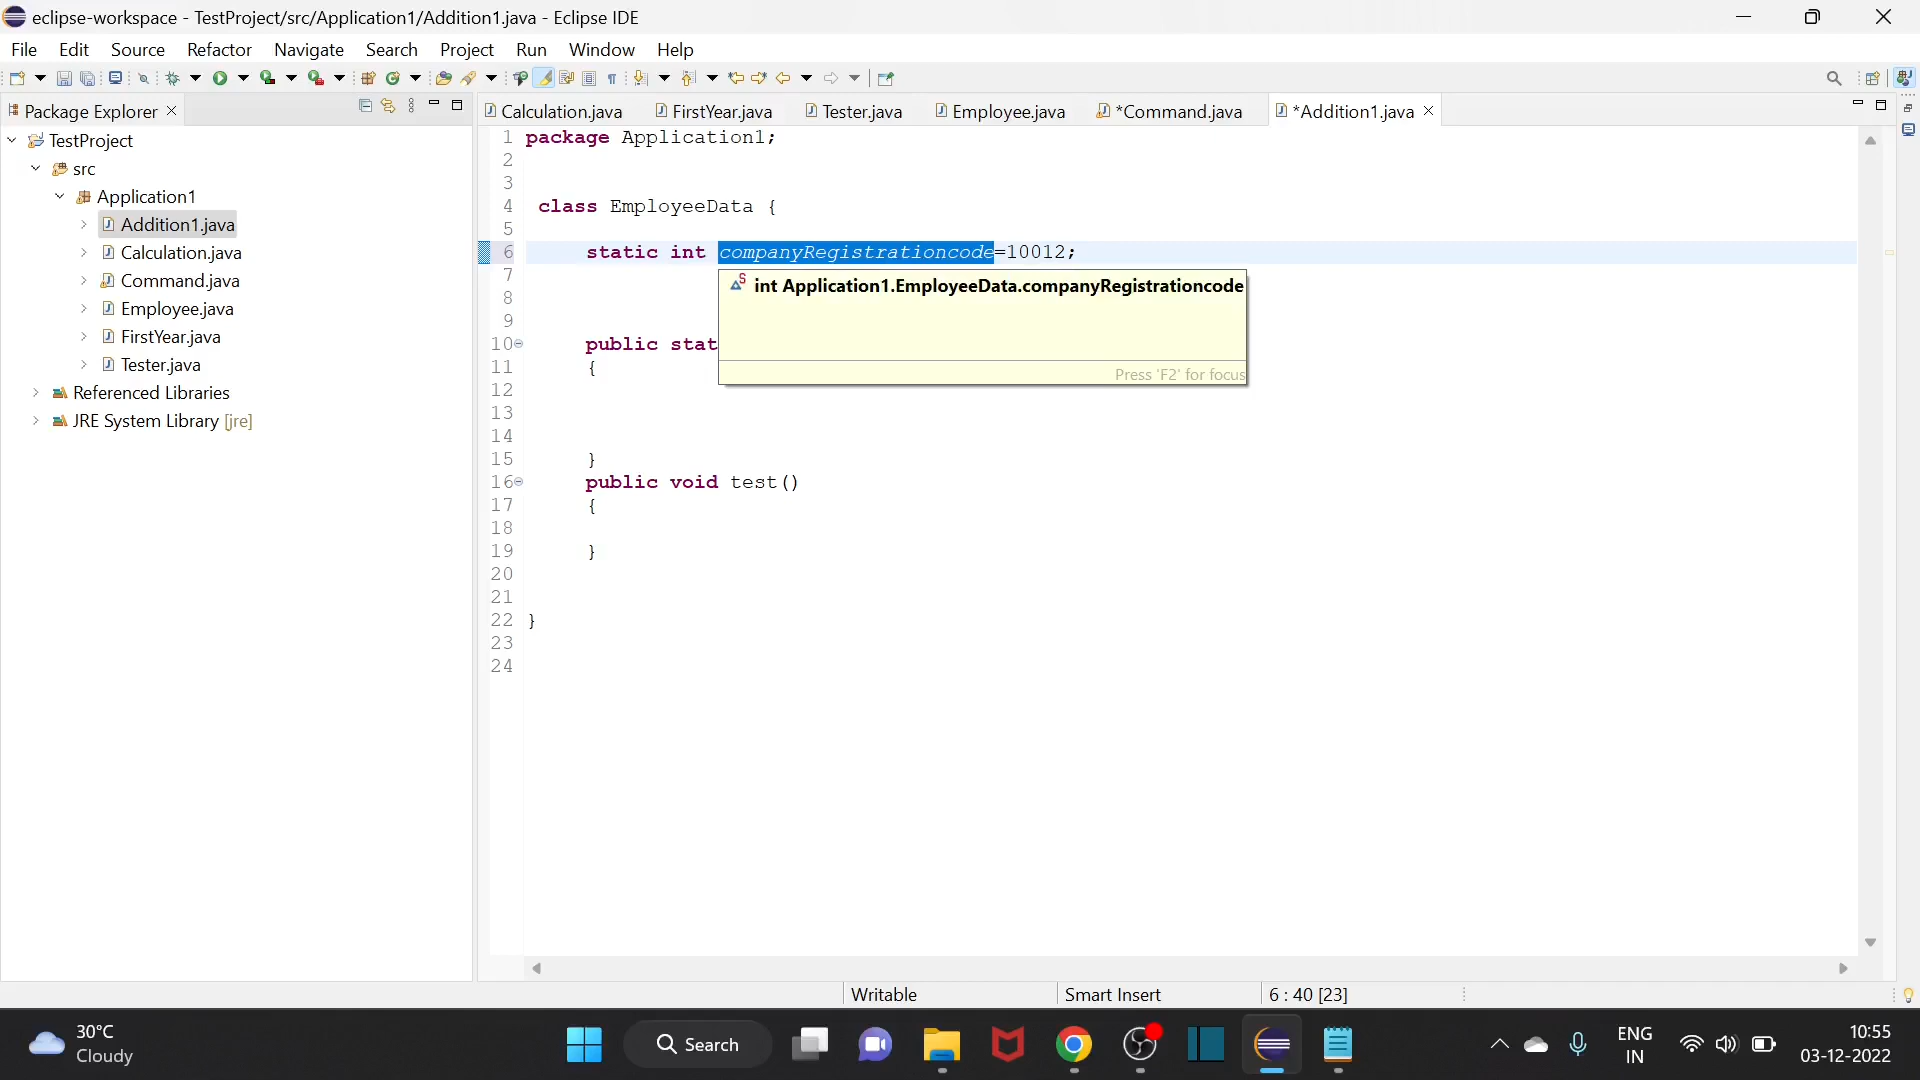 eclipse-workspace - TestProject/src/Application1/Addition1.java - Eclipse IDE
File Edit Source Refactor Navigate Search Project Run Window Help
Package Explorer
Calculation.java FirstYear.java Tester.java Employee.java *Command.java *Addition1.java
TestProject
src
Application1
Addition1.java
Calculation.java
Command.java
Employee.java
FirstYear.java
Tester.java
Referenced Libraries
JRE System Library [jre]
1 package Application1;
2
3
4 class EmployeeData {
5
6 static int companyRegistrationcode=10012;
7
8
9
10 public stat
11 {
12
13
14
15 }
16 public void test()
17 {
18
19 }
20
21
22 }
23
24
int Application1.EmployeeData.companyRegistrationcode
Press 'F2' for focus
Writable Smart Insert 6 : 40 [23]
30°C
Cloudy
Search
ENG
IN
10:55
03-12-2022